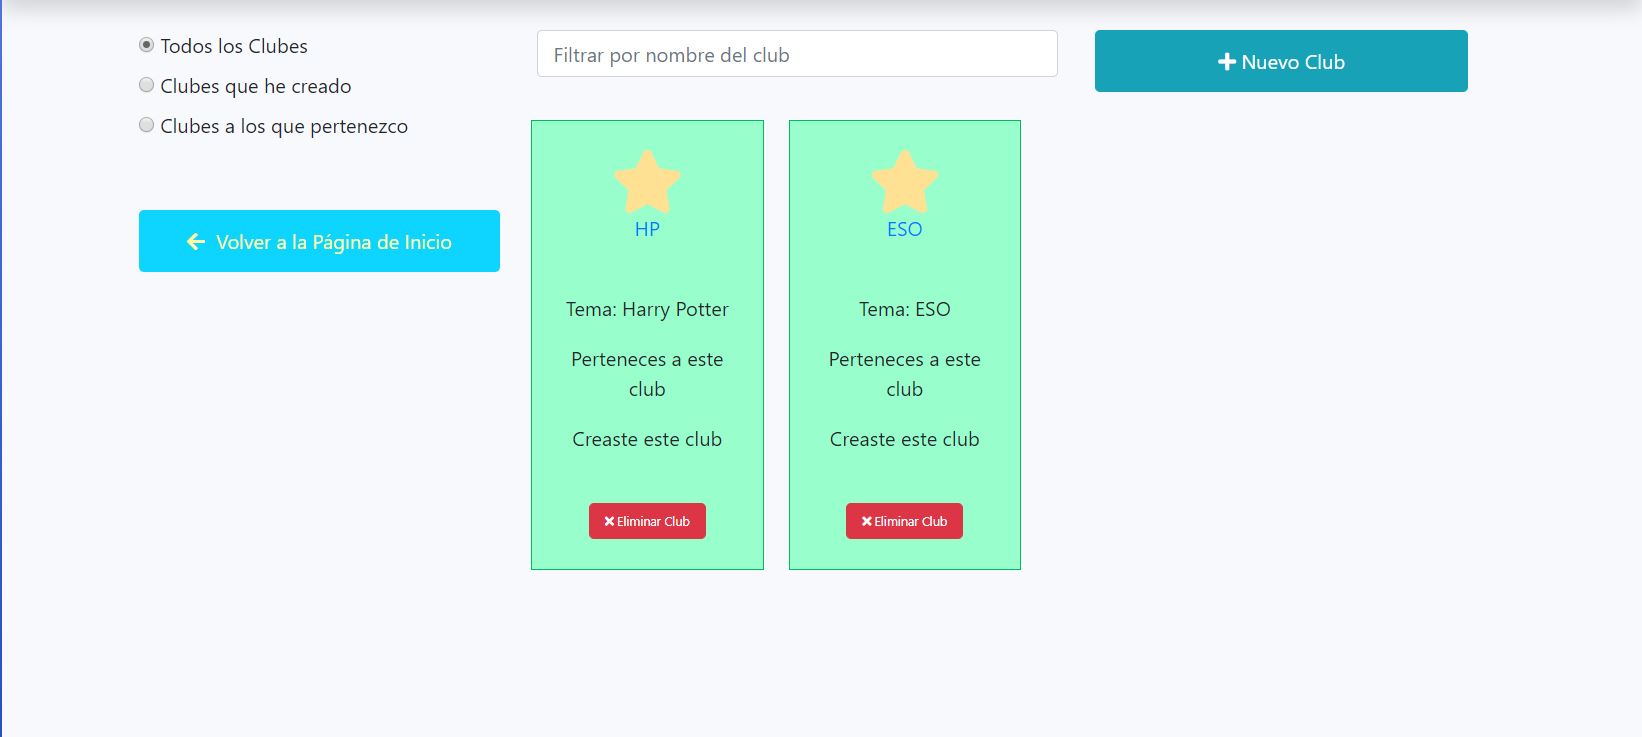 Todos los Clubes
Clubes que he creado
Clubes a los que pertenezco
Volver a la Página de Inicio
Filtrar por nombre del club
Nuevo Club
HP
Tema: Harry Potter
Perteneces a este
club
Creaste este club
Eliminar Club
ESO
Tema: ESO
Perteneces a este
club
Creaste este club
Eliminar Club